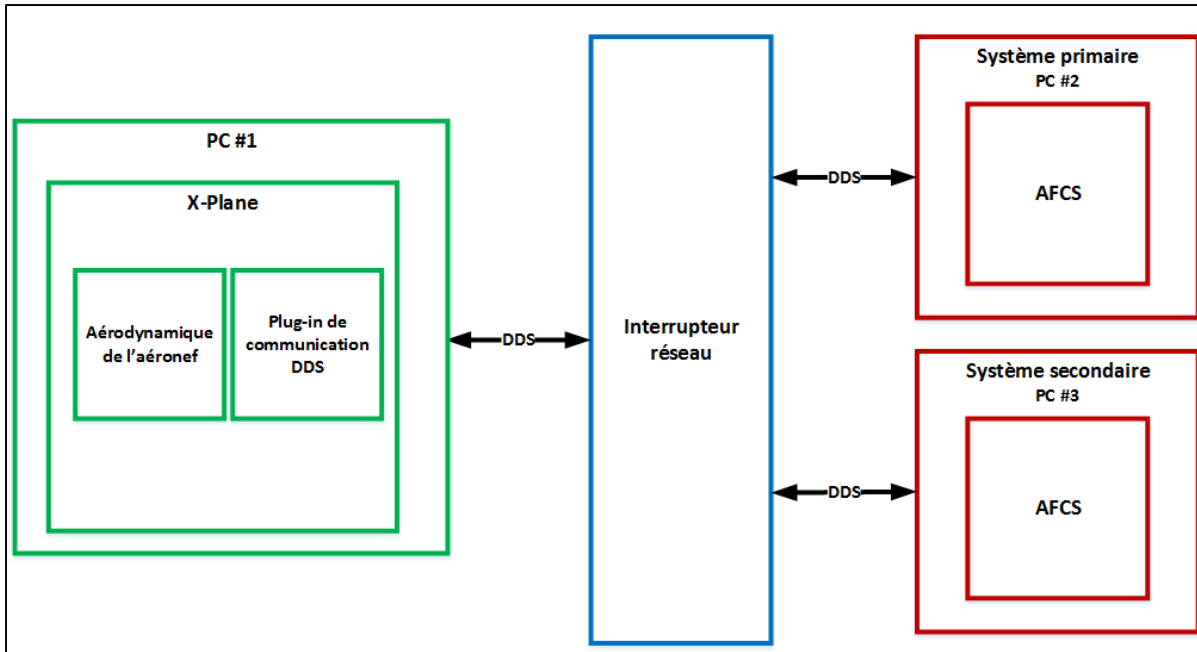 PC #1
X-Plane
Aérodynamique
de l'aéronef
Plug-in de
communication
DDS
DDS
Interrupteur
réseau
DDS
Système primaire
PC #2
AFCS
DDS
Système secondaire
PC #3
AFCS